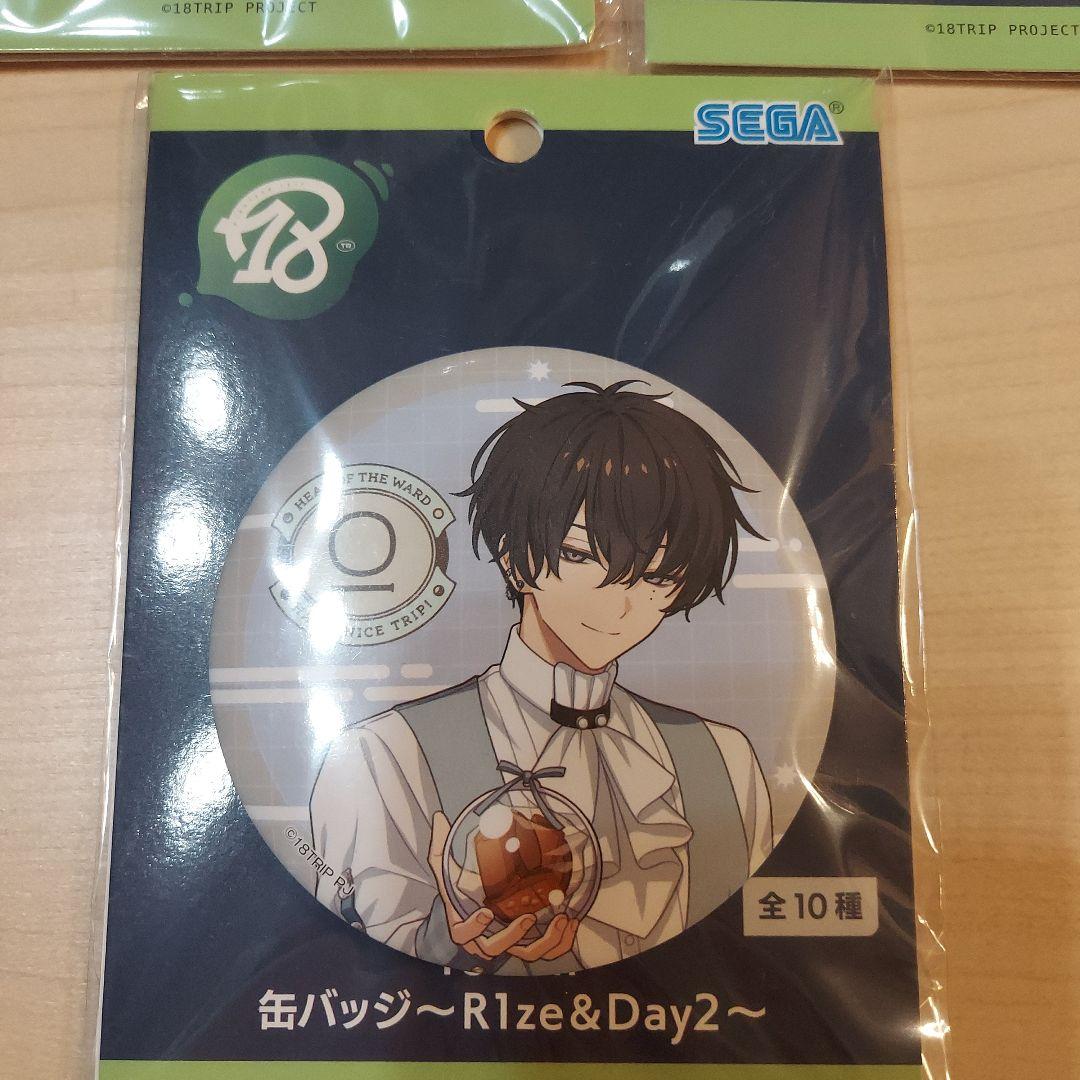 ©18TRIP PROJECT
©18TRIP PROJECT
SEGA®
18
TM
HEAD OF THE WARD
NICE TRIP!
©18TRIP PJ
全10種
缶バッジ～R1ze&Day2～